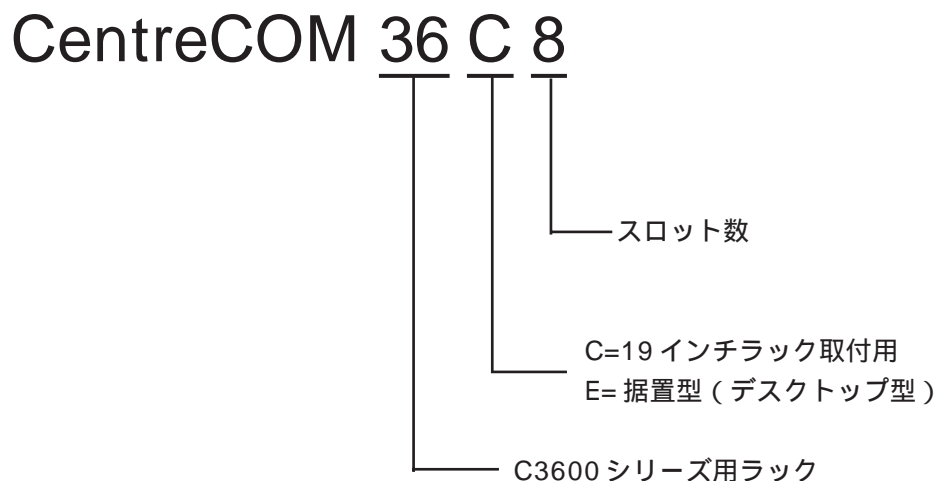 CentreCOM 36 C 8
スロット数
C=19 インチラック取付用
E= 据置型 ( デスクトップ型 )
C3600 シリーズ用ラック